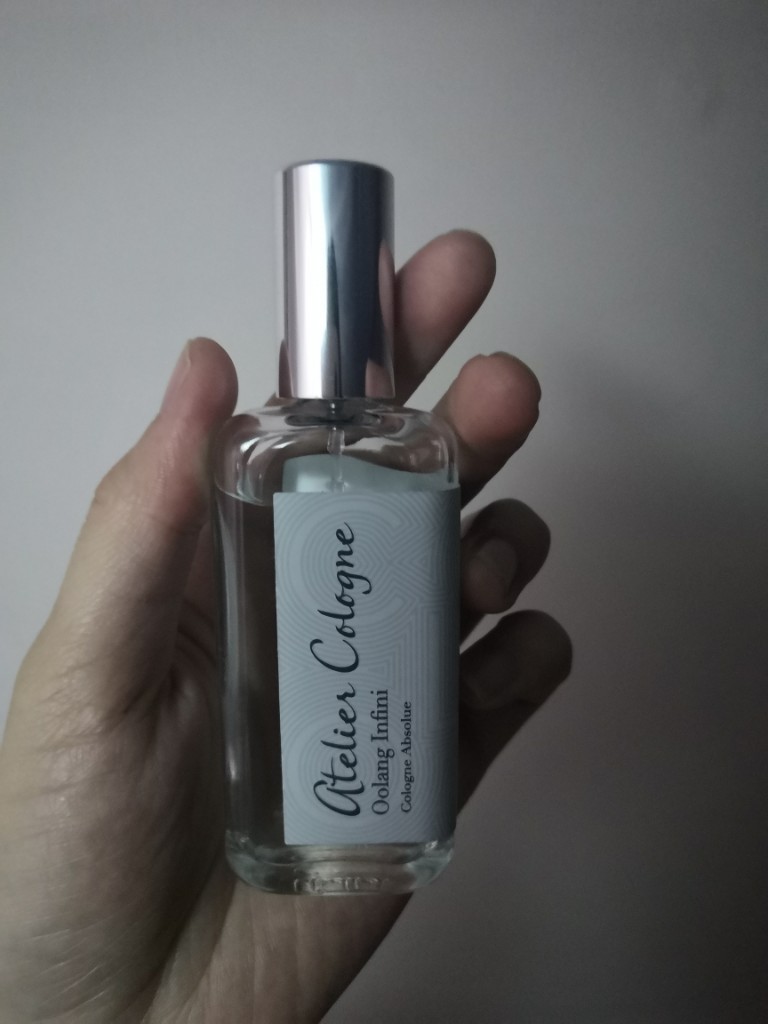 Atelier Cologne
Oolang Infini
Cologne Absolue